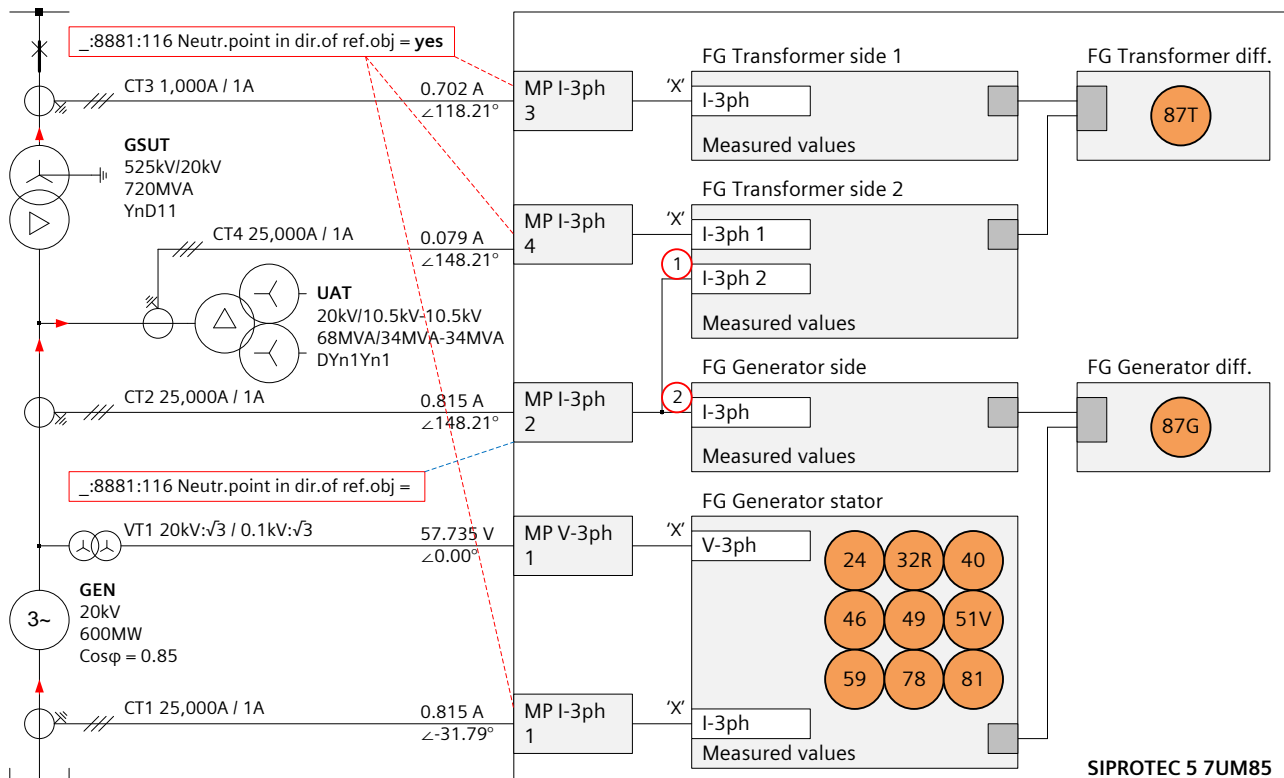 _:8881:116 Neutr.point in dir.of ref.obj = yes
CT3 1,000A / 1A
0.702 A
∠118.21°
MP I-3ph
3
'X'
FG Transformer side 1
I-3ph
Measured values
FG Transformer diff.
87T
GSUT
525kV/20kV
720MVA
YnD11
CT4 25,000A / 1A
0.079 A
∠148.21°
MP I-3ph
4
'X'
FG Transformer side 2
I-3ph 1
1
I-3ph 2
Measured values
UAT
20kV/10.5kV-10.5kV
68MVA/34MVA-34MVA
DYn1Yn1
CT2 25,000A / 1A
0.815 A
∠148.21°
MP I-3ph
2
2
FG Generator side
I-3ph
Measured values
FG Generator diff.
87G
_:8881:116 Neutr.point in dir.of ref.obj =
VT1 20kV:√3 / 0.1kV:√3
57.735 V
∠0.00°
MP V-3ph
1
'X'
FG Generator stator
V-3ph
24 32R 40
46 49 51V
59 78 81
I-3ph
Measured values
GEN
20kV
600MW
Cosφ = 0.85
3~
CT1 25,000A / 1A
0.815 A
∠-31.79°
MP I-3ph
1
'X'
SIPROTEC 5 7UM85